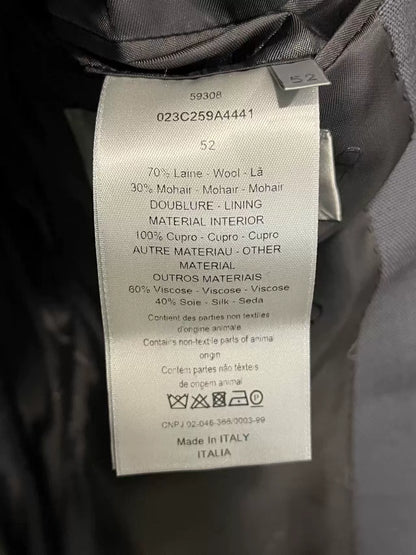 52
59308
023C259A4441
52
70% Laine - Wool - Lã
30% Mohair - Mohair - Mohair
DOUBLURE - LINING
MATERIAL INTERIOR
100% Cupro - Cupro - Cupro
AUTRE MATERIAU - OTHER
MATERIAL
OUTROS MATERIAIS
60% Viscose - Viscose - Viscose
40% Soie - Silk - Seda
Contient des parties non textiles
d'origine animale
Contains non-textile parts of animal
origin
Contem partes não têxteis
de origem animal
CNPJ 02-046-366/0003-99
Made In ITALY
ITALIA